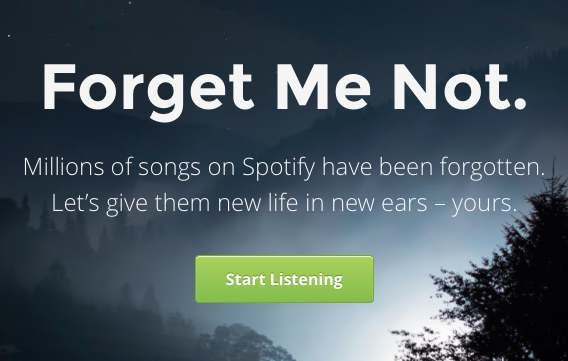 Forget Me Not.
Millions of songs on Spotify have been forgotten.
Let’s give them new life in new ears – yours.
Start Listening